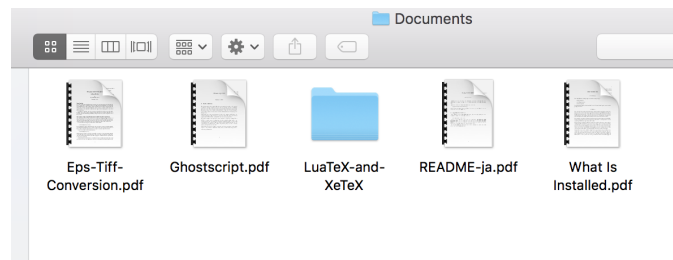 Documents
Eps-Tiff-
Conversion.pdf
Ghostscript.pdf
LuaTeX-and-
XeTeX
README-ja.pdf
What Is
Installed.pdf